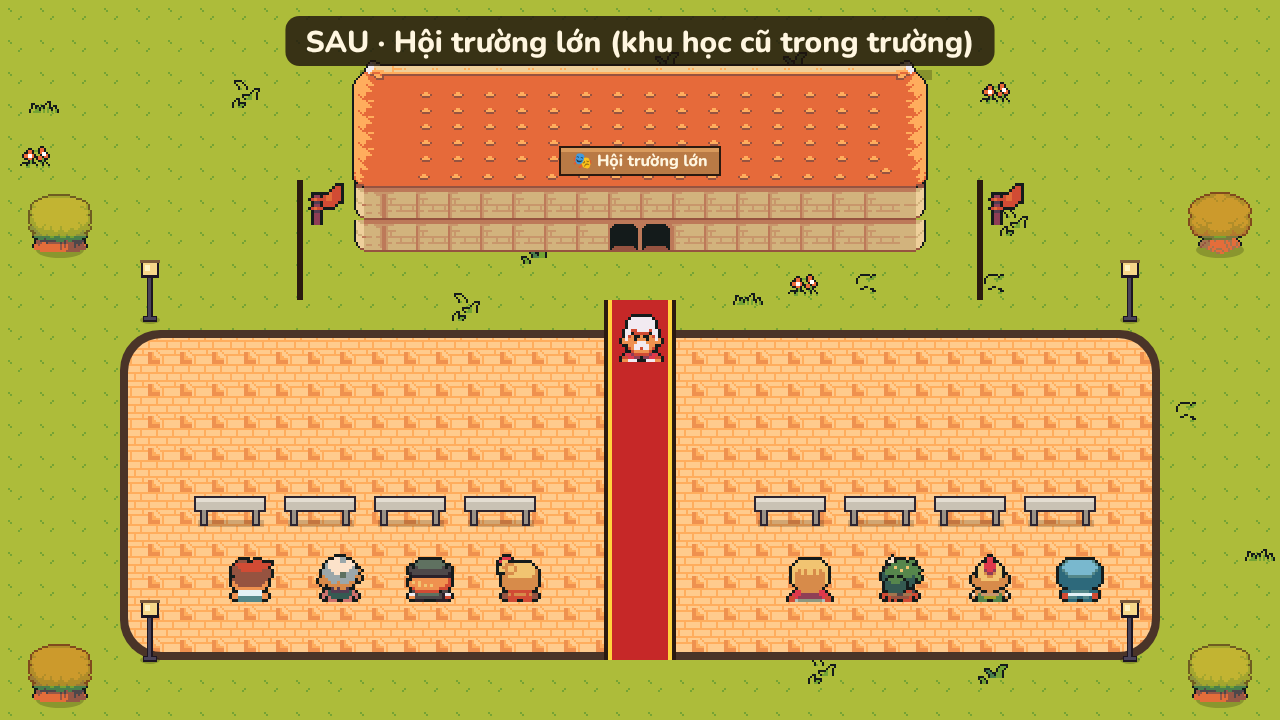 SAU · Hội trường lớn (khu học cũ trong trường)
🎭 Hội trường lớn